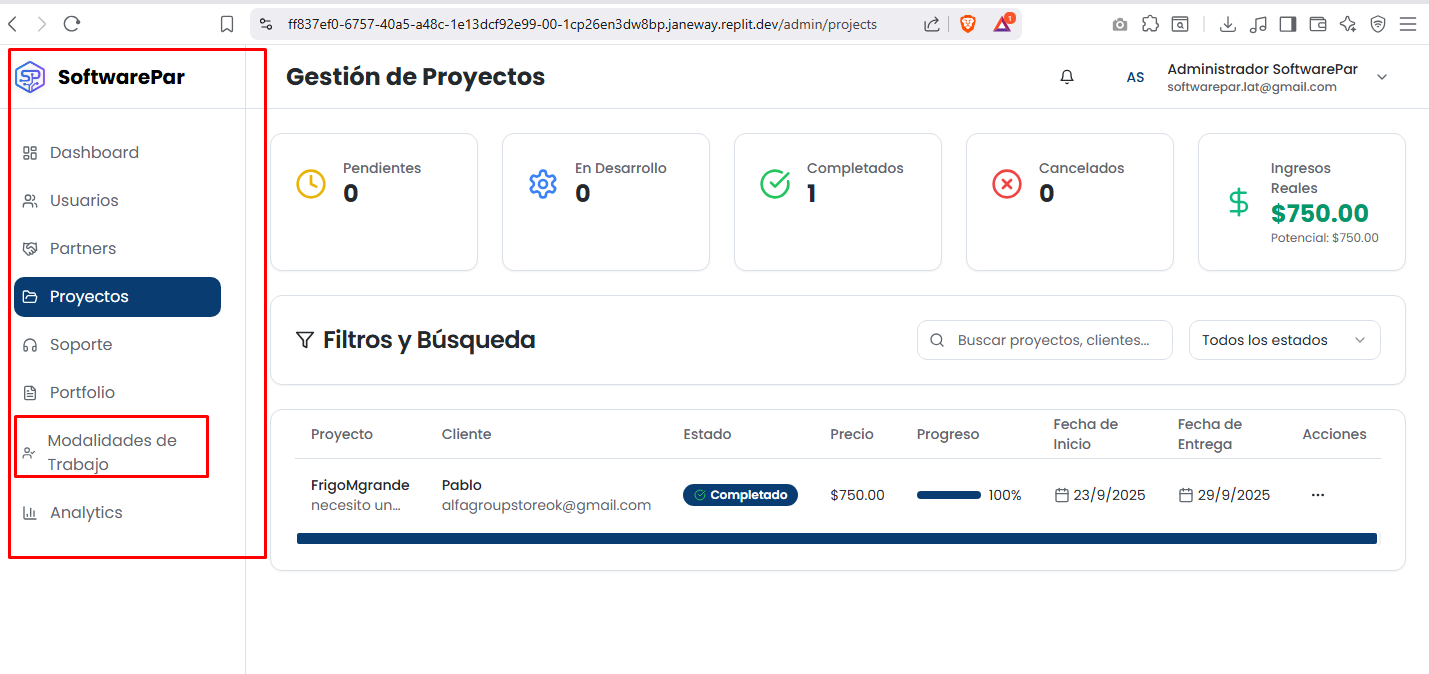 ff837ef0-6757-40a5-a48c-1e13dcf92e99-00-1cp26en3dw8bp.janeway.replit.dev/admin/projects
1
SP
SoftwarePar
Gestión de Proyectos
AS
Administrador SoftwarePar
softwarepar.lat@gmail.com
Dashboard
Usuarios
Partners
Proyectos
Soporte
Portfolio
Modalidades de
Trabajo
Analytics
Pendientes
0
En Desarrollo
0
Completados
1
Cancelados
0
Ingresos
Reales
$750.00
Potencial: $750.00
Filtros y Búsqueda
Buscar proyectos, clientes...
Todos los estados
Proyecto
Cliente
Estado
Precio
Progreso
Fecha de
Inicio
Fecha de
Entrega
Acciones
FrigoMgrande
necesito un...
Pablo
alfagroupstoreok@gmail.com
Completado
$750.00
100%
23/9/2025
29/9/2025